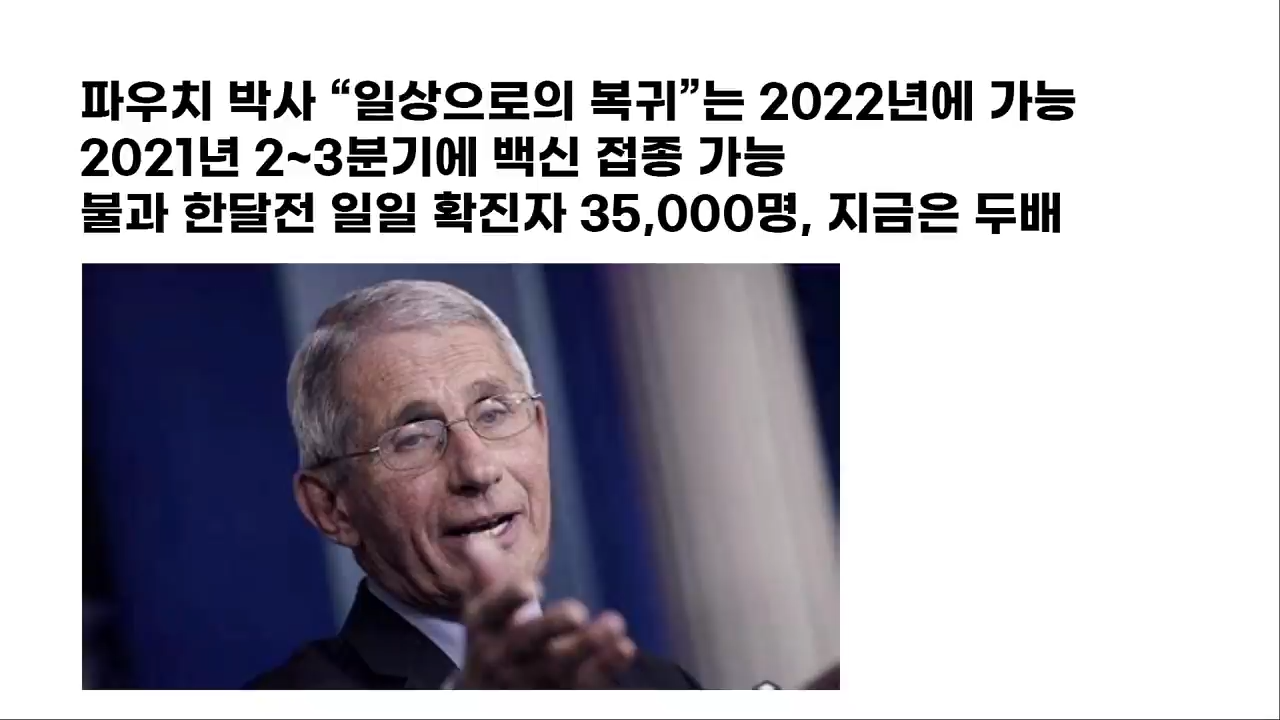 파우치 박사 “일상으로의 복귀”는 2022년에 가능
2021년 2~3분기에 백신 접종 가능
불과 한달전 일일 확진자 35,000명, 지금은 두배